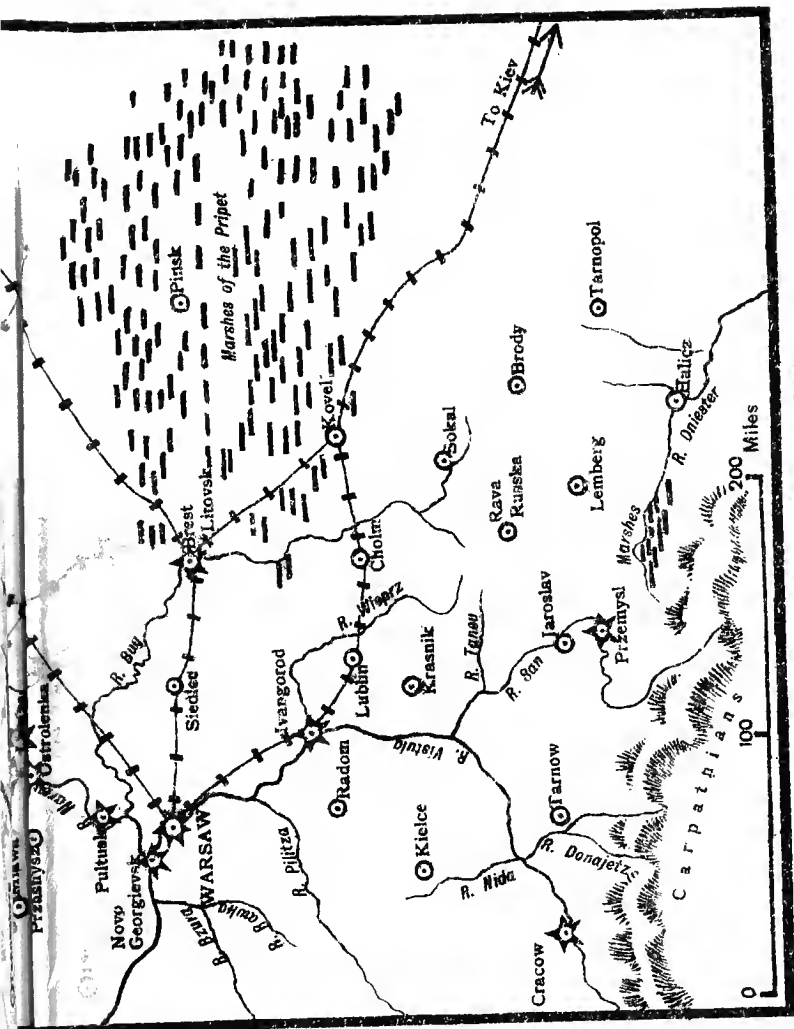 To Kiev
Pinsk
Marshes of the Pripet
Tarnopol
Brody
Halicz
R. Dniester
Kovel
Sokal
Lemberg
200
Miles
Rava
Ruaska
Brest
Litovsk
Cholm
Marshes
R. Bug
R. Wieprz
R. Tanev
Jaroslav
Przemysl
Siedlec
Ivangorod
Lublin
Krasnik
R. San
Ostrolenka
R. Vistula
100
Radom
Pultusk
Tarnow
Carpathians
Przasnysz
Novo
Georgievsk
WARSAW
R. Pilitza
Kielce
R. Nida
R. Donajetz
R. Bzura
R. Rawka
Cracow
0